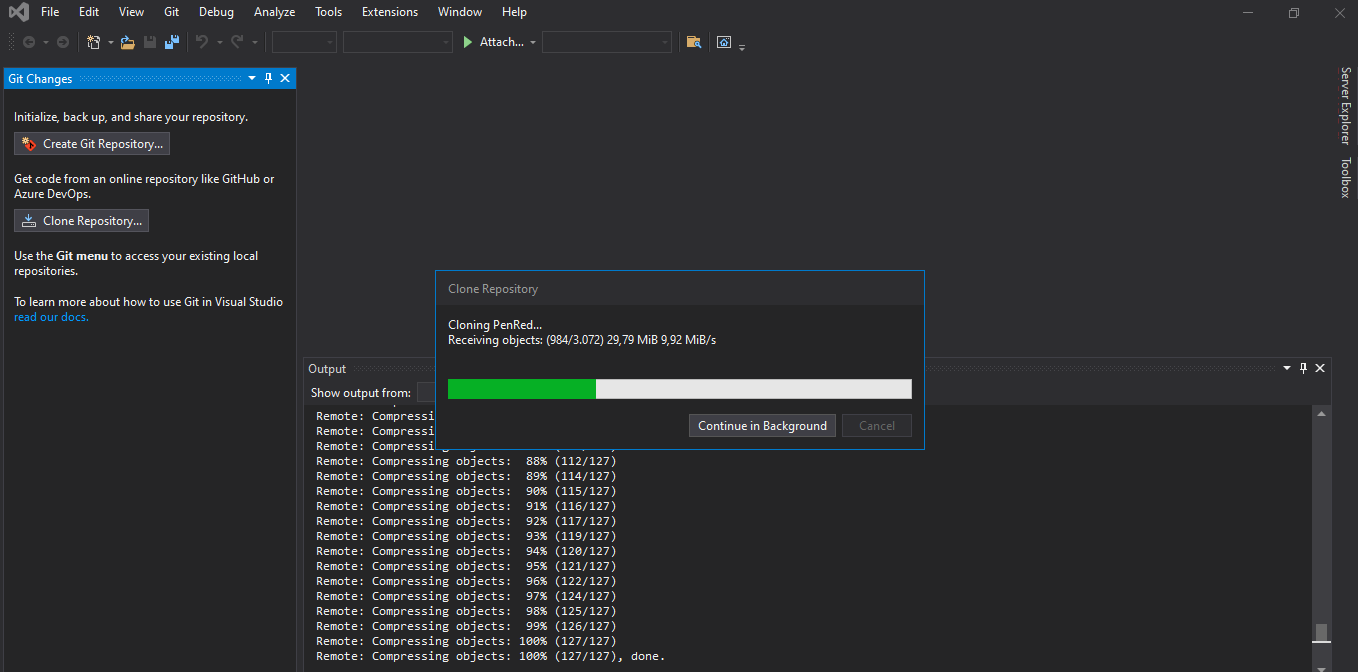 File Edit View Git Debug Analyze Tools Extensions Window Help
Attach...
Git Changes
Initialize, back up, and share your repository.
Create Git Repository...
Get code from an online repository like GitHub or
Azure DevOps.
Clone Repository...
Use the Git menu to access your existing local
repositories.
To learn more about how to use Git in Visual Studio
read our docs.
Clone Repository
Cloning PenRed...
Receiving objects: (984/3.072) 29,79 MiB 9,92 MiB/s
Continue in Background Cancel
Output
Show output from:
Remote: Compressi
Remote: Compressi
Remote: Compressi
Remote: Compressing objects: 88% (112/127)
Remote: Compressing objects: 89% (114/127)
Remote: Compressing objects: 90% (115/127)
Remote: Compressing objects: 91% (116/127)
Remote: Compressing objects: 92% (117/127)
Remote: Compressing objects: 93% (119/127)
Remote: Compressing objects: 94% (120/127)
Remote: Compressing objects: 95% (121/127)
Remote: Compressing objects: 96% (122/127)
Remote: Compressing objects: 97% (124/127)
Remote: Compressing objects: 98% (125/127)
Remote: Compressing objects: 99% (126/127)
Remote: Compressing objects: 100% (127/127)
Remote: Compressing objects: 100% (127/127), done.
Server Explorer
Toolbox